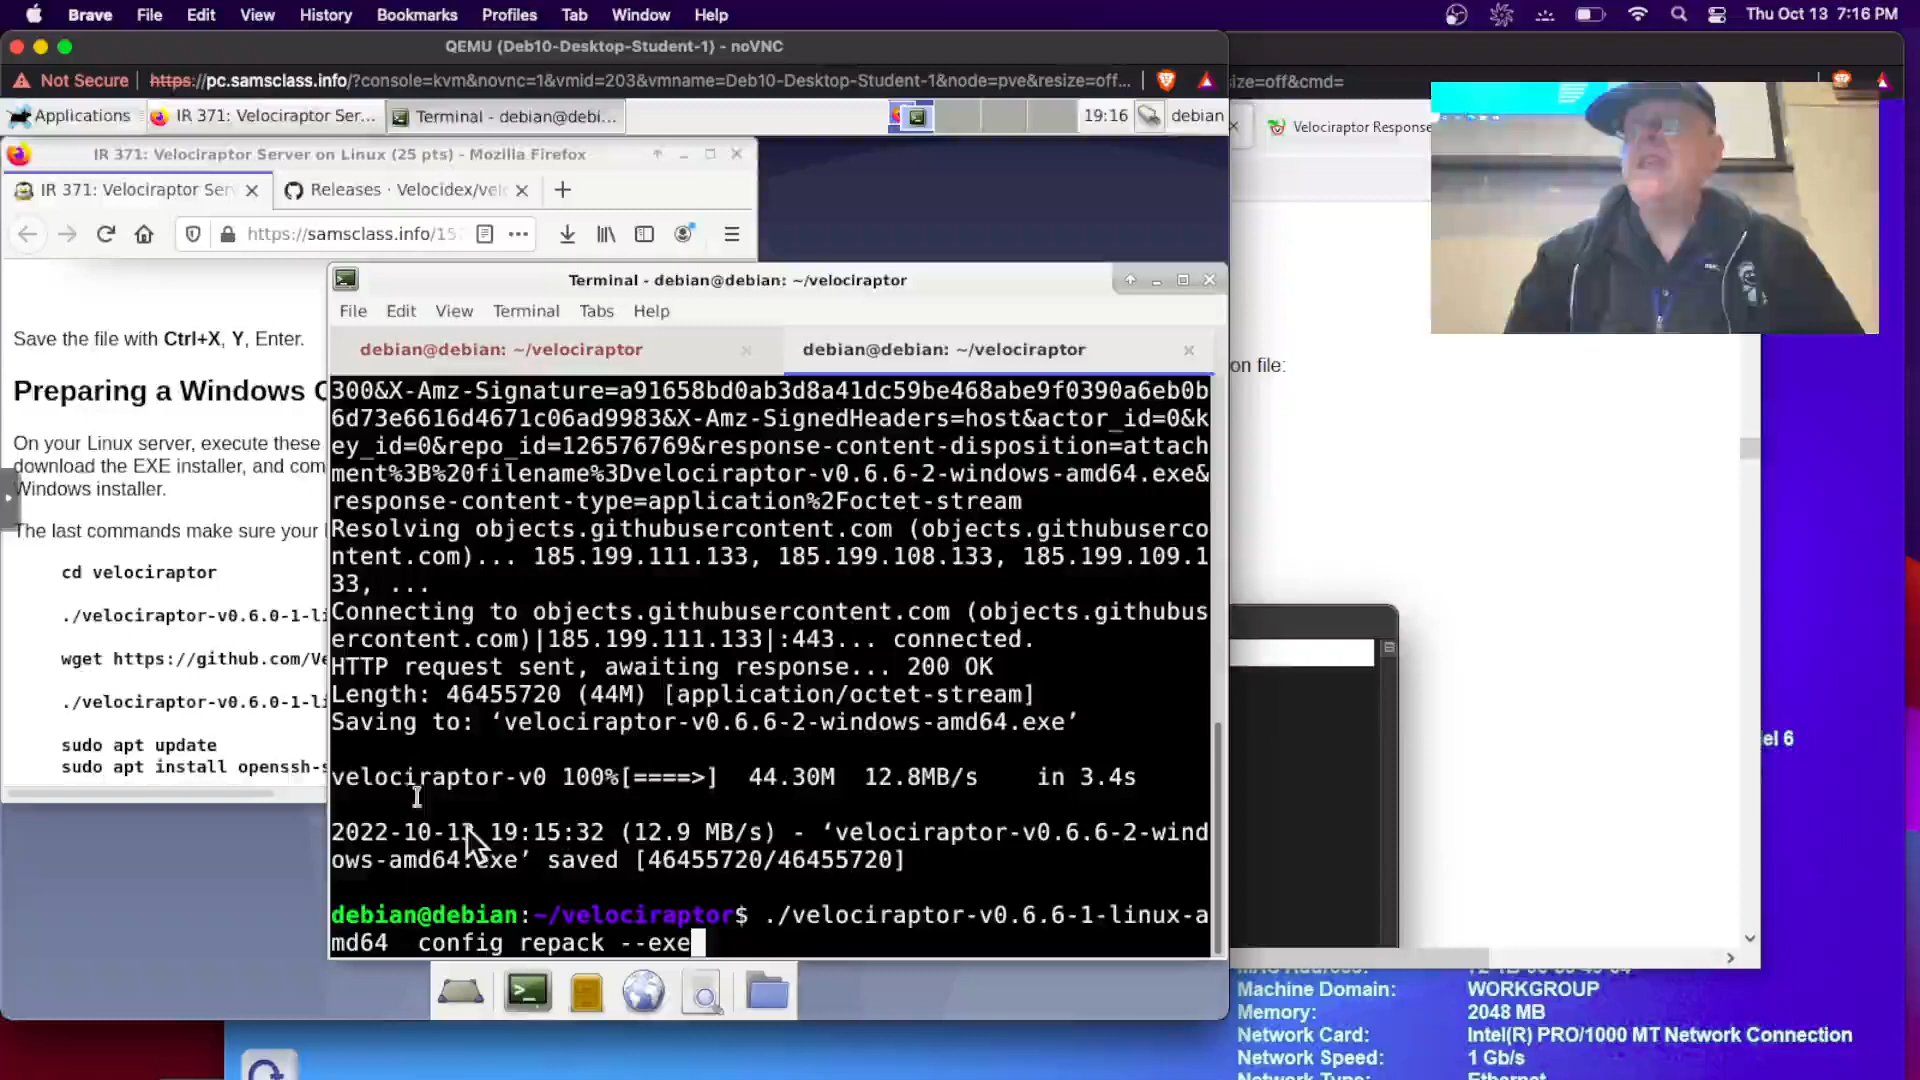 Brave File Edit View History Bookmarks Profiles Tab Window Help Thu Oct 13 7:16 PM
QEMU (Deb10-Desktop-Student-1) - noVNC
Not Secure https://pc.samsclass.info/?console=kvm&novnc=1&vmid=203&vmname=Deb10-Desktop-Student-1&node=pve&resize=off... ize=off&cmd=
Applications IR 371: Velociraptor Ser... Terminal - debian@debi... 19:16 debian
Velociraptor Response
IR 371: Velociraptor Server on Linux (25 pts) - Mozilla Firefox
IR 371: Velociraptor Ser Releases · Velocidex/vel
https://samsclass.info/15
Terminal - debian@debian: ~/velociraptor
File Edit View Terminal Tabs Help
debian@debian: ~/velociraptor debian@debian: ~/velociraptor
Save the file with Ctrl+X, Y, Enter.
Preparing a Windows C
On your Linux server, execute these
download the EXE installer, and com
Windows installer.
The last commands make sure your
cd velociraptor
./velociraptor-v0.6.0-1-li
wget https://github.com/Ve
./velociraptor-v0.6.0-1-li
sudo apt update
sudo apt install openssh-s
300&X-Amz-Signature=a91658bd0ab3d8a41dc59be468abe9f0390a6eb0b
6d73e6616d4671c06ad9983&X-Amz-SignedHeaders=host&actor_id=0&k
ey_id=0&repo_id=126576769&response-content-disposition=attach
ment%3B%20filename%3Dvelociraptor-v0.6.6-2-windows-amd64.exe&
response-content-type=application%2Foctet-stream
Resolving objects.githubusercontent.com (objects.githubuserco
ntent.com)... 185.199.111.133, 185.199.108.133, 185.199.109.1
33, ...
Connecting to objects.githubusercontent.com (objects.githubus
ercontent.com)|185.199.111.133|:443... connected.
HTTP request sent, awaiting response... 200 OK
Length: 46455720 (44M) [application/octet-stream]
Saving to: ‘velociraptor-v0.6.6-2-windows-amd64.exe’
velociraptor-v0 100%[====>] 44.30M 12.8MB/s in 3.4s
2022-10-13 19:15:32 (12.9 MB/s) - ‘velociraptor-v0.6.6-2-wind
ows-amd64.exe’ saved [46455720/46455720]
debian@debian:~/velociraptor$ ./velociraptor-v0.6.6-1-linux-a
md64 config repack --exe
on file:
el 6
Machine Domain: WORKGROUP
Memory: 2048 MB
Network Card: Intel(R) PRO/1000 MT Network Connection
Network Speed: 1 Gb/s